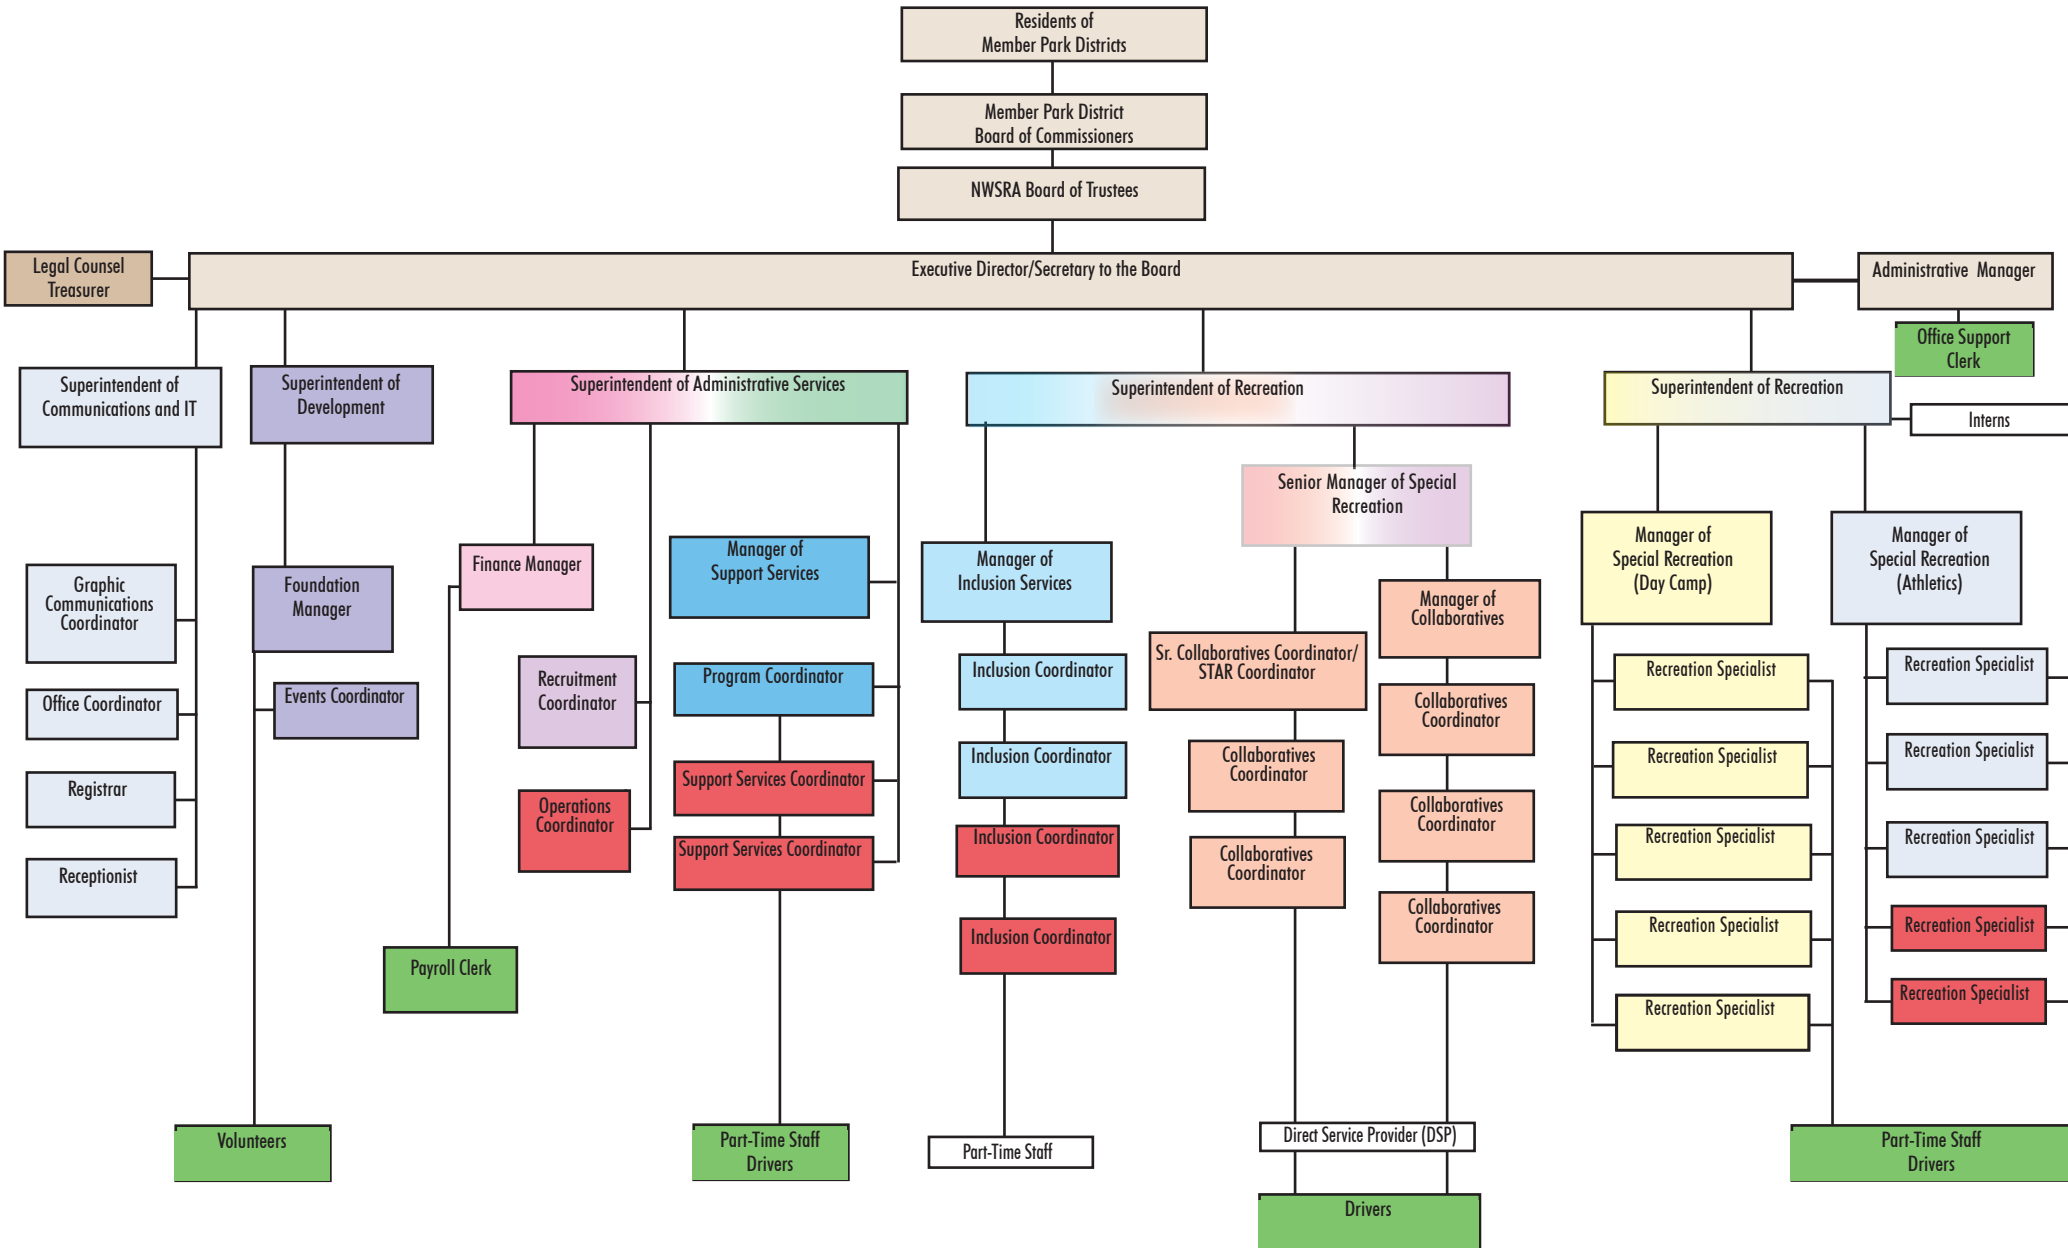 Residents of
Member Park Districts
Member Park District
Board of Commissioners
NWSRA Board of Trustees
Legal Counsel
Treasurer
Executive Director/Secretary to the Board
Administrative Manager
Office Support
Clerk
Superintendent of
Communications and IT
Superintendent of
Development
Superintendent of Administrative Services
Superintendent of Recreation
Superintendent of Recreation
Interns
Graphic
Communications
Coordinator
Office Coordinator
Registrar
Receptionist
Foundation
Manager
Events Coordinator
Volunteers
Finance Manager
Payroll Clerk
Recruitment
Coordinator
Operations
Coordinator
Manager of
Support Services
Program Coordinator
Support Services Coordinator
Support Services Coordinator
Part-Time Staff
Drivers
Manager of
Inclusion Services
Inclusion Coordinator
Inclusion Coordinator
Inclusion Coordinator
Inclusion Coordinator
Part-Time Staff
Senior Manager of Special
Recreation
Sr. Collaboratives Coordinator/
STAR Coordinator
Collaboratives
Coordinator
Collaboratives
Coordinator
Manager of
Collaboratives
Collaboratives
Coordinator
Collaboratives
Coordinator
Collaboratives
Coordinator
Direct Service Provider (DSP)
Drivers
Manager of
Special Recreation
(Day Camp)
Recreation Specialist
Recreation Specialist
Recreation Specialist
Recreation Specialist
Recreation Specialist
Manager of
Special Recreation
(Athletics)
Recreation Specialist
Recreation Specialist
Recreation Specialist
Recreation Specialist
Recreation Specialist
Part-Time Staff
Drivers